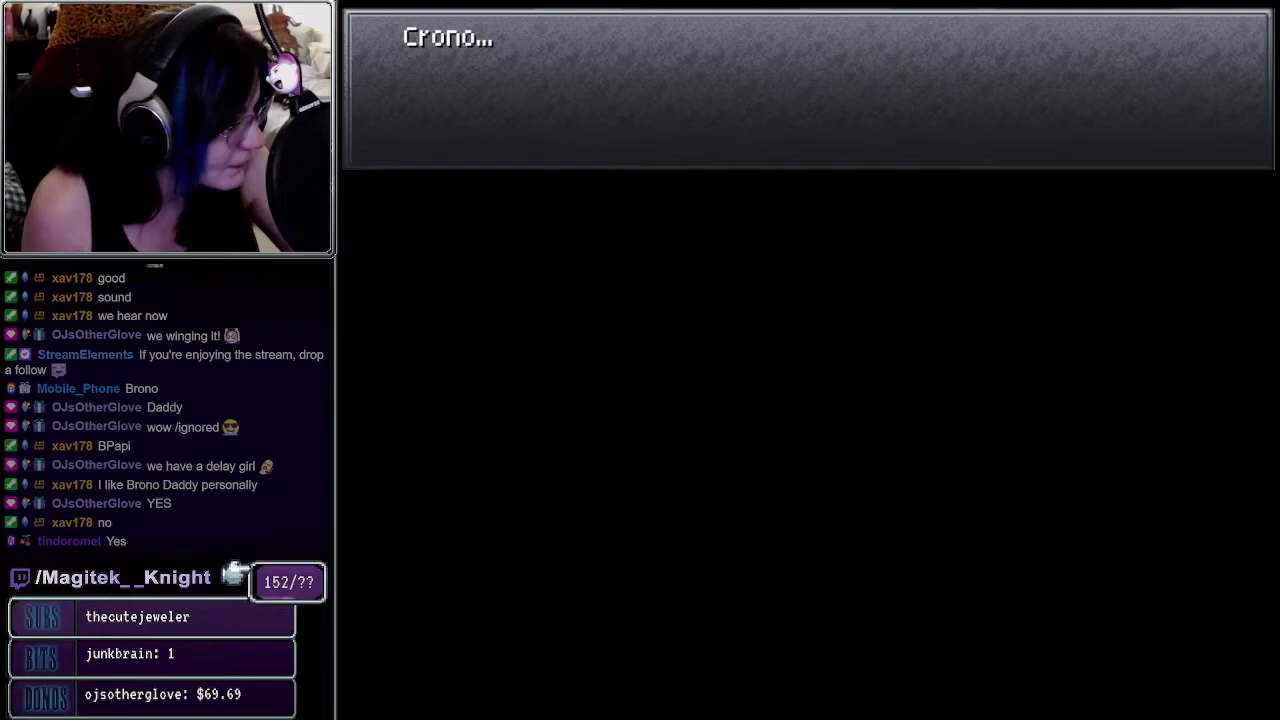 Crono...
xav178 good
xav178 sound
xav178 we hear now
OJsOtherGlove we winging it!
StreamElements If you're enjoying the stream, drop
a follow
Mobile_Phone Brono
OJsOtherGlove Daddy
OJsOtherGlove wow /ignored
xav178 BPapi
OJsOtherGlove we have a delay girl
xav178 I like Brono Daddy personally
OJsOtherGlove YES
xav178 no
tindoromel Yes
/Magitek__Knight
152/??
SUBS thecutejeweler
BITS junkbrain: 1
DONOS ojsotherglove: $69.69